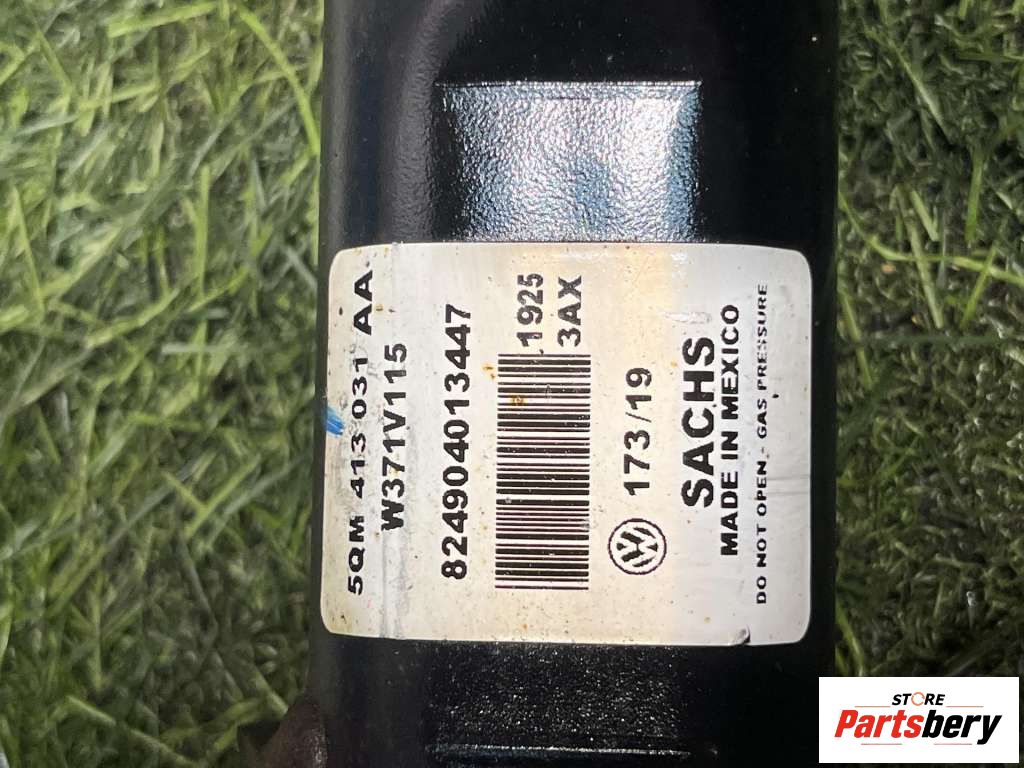 5QM 413 031 AA
W371V115
824904013447
1925
3AX
173/19
SACHS
MADE IN MEXICO
DO NOT OPEN - GAS PRESSURE
STORE
Partsbery